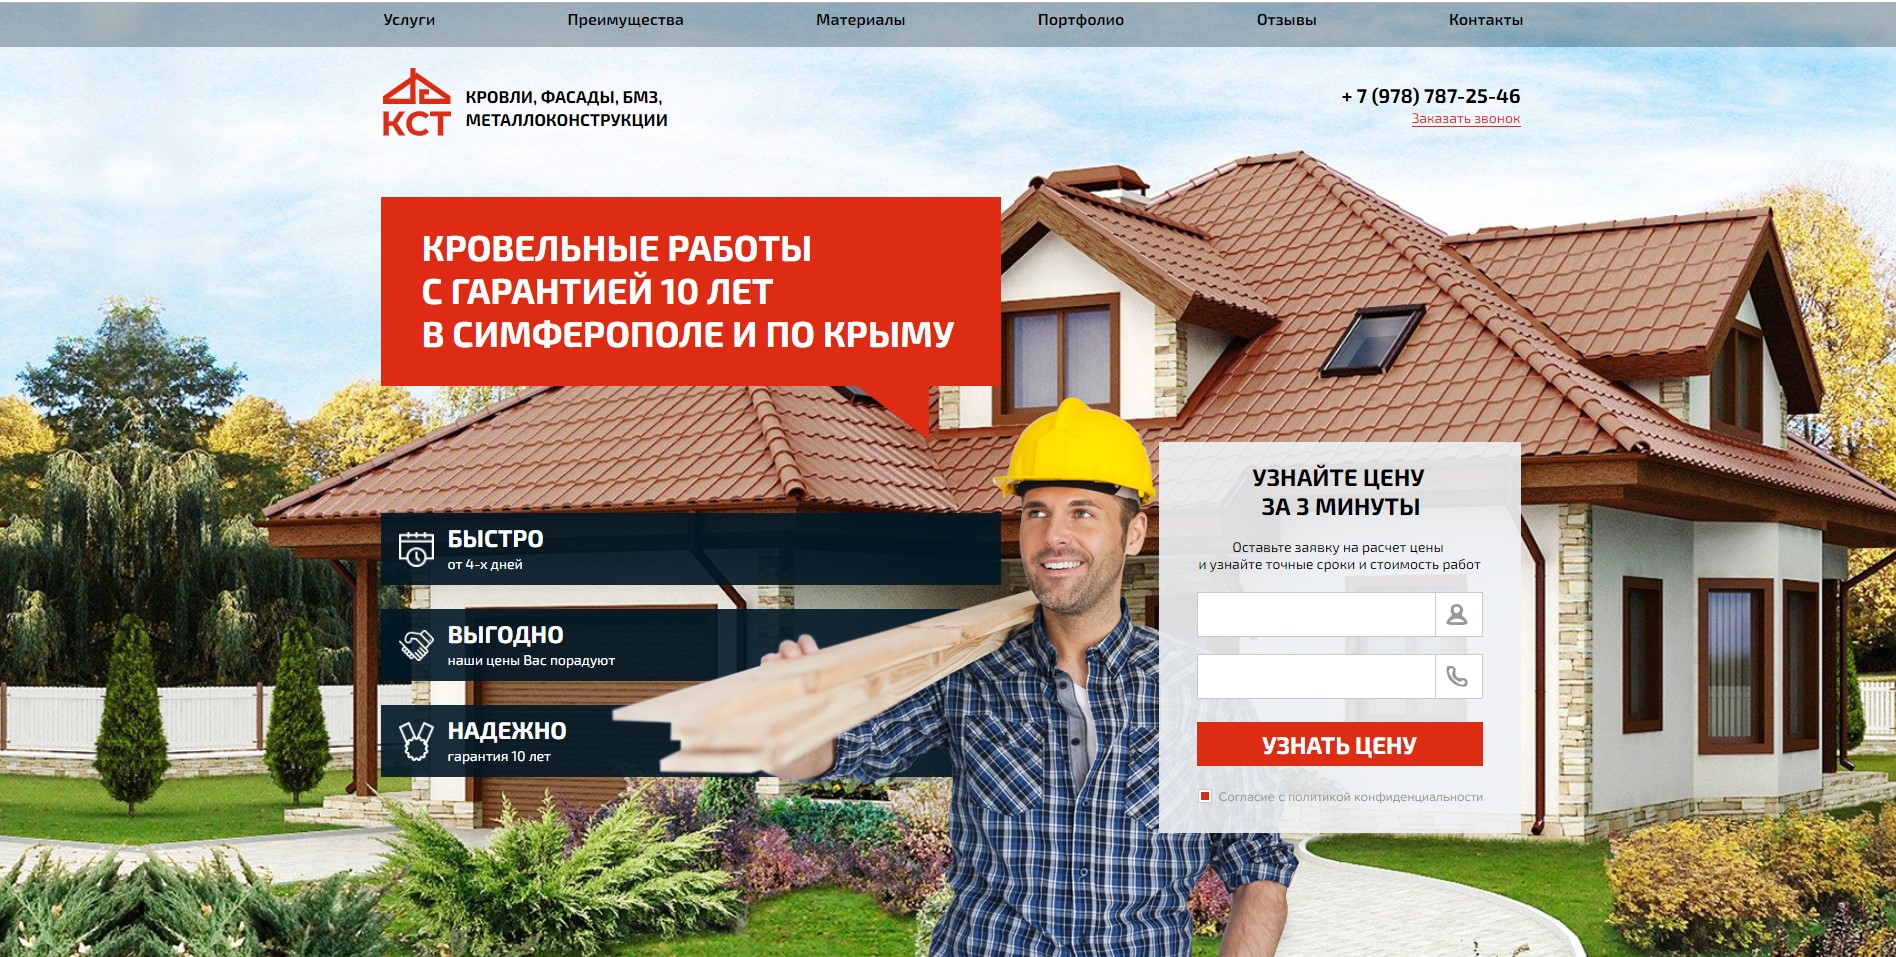 Услуги
Преимущества
Материалы
Портфолио
Отзывы
Контакты
КСТ
КРОВЛИ, ФАСАДЫ, БМЗ,
МЕТАЛЛОКОНСТРУКЦИИ
+ 7 (978) 787-25-46
Заказать звонок
КРОВЕЛЬНЫЕ РАБОТЫ
С ГАРАНТИЕЙ 10 ЛЕТ
В СИМФЕРОПОЛЕ И ПО КРЫМУ
БЫСТРО
от 4-х дней
ВЫГОДНО
наши цены Вас порадуют
НАДЕЖНО
гарантия 10 лет
УЗНАЙТЕ ЦЕНУ
ЗА 3 МИНУТЫ
Оставьте заявку на расчет цены
и узнайте точные сроки и стоимость работ
УЗНАТЬ ЦЕНУ
Согласие с политикой конфиденциальности